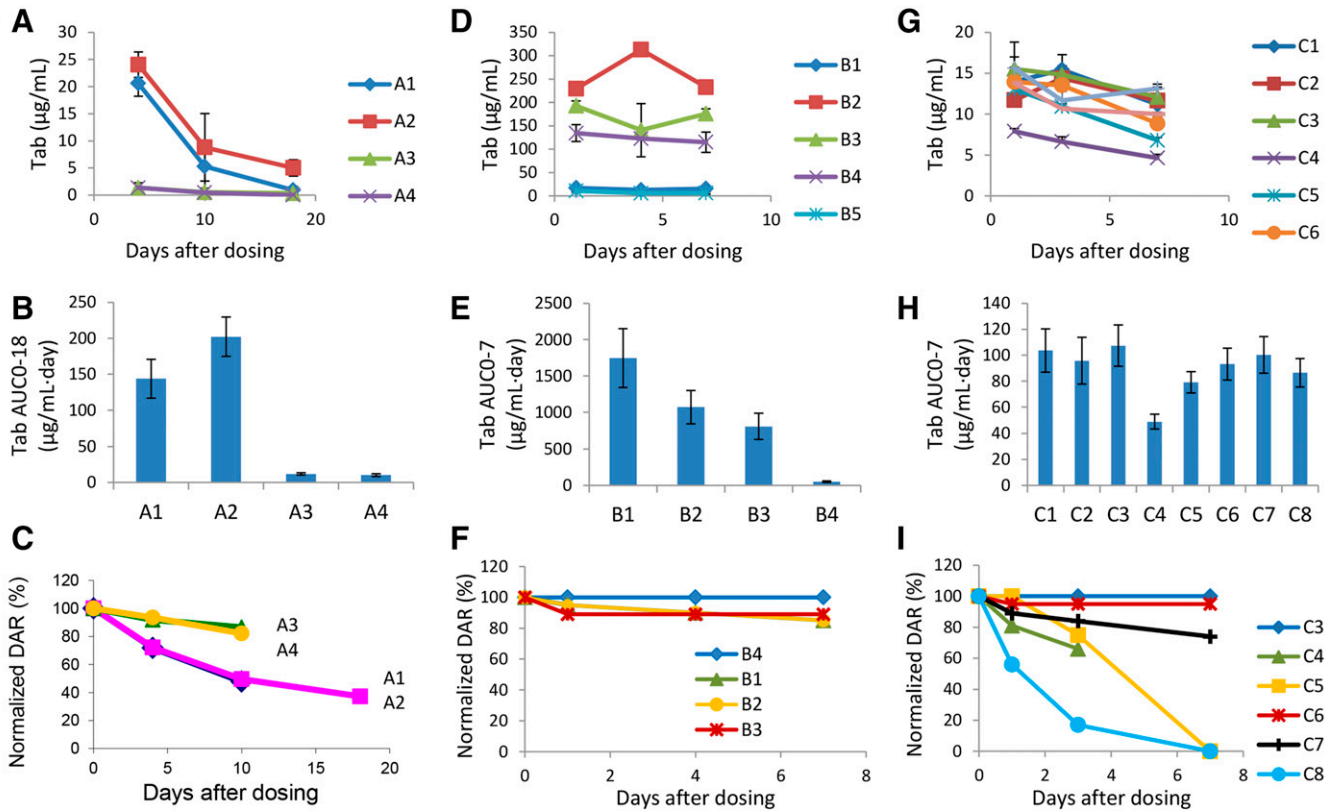 A
Tab (µg/mL)
30
25
20
15
10
5
0
0 10 20
Days after dosing
A1
A2
A3
A4
D
Tab (µg/mL)
350
300
250
200
150
100
50
0
0 5 10
Days after dosing
B1
B2
B3
B4
B5
G
Tab (µg/mL)
20
15
10
5
0
0 5 10
Days after dosing
C1
C2
C3
C4
C5
C6
B
Tab AUC0-18
(µg/mL·day)
250
200
150
100
50
0
A1 A2 A3 A4
E
Tab AUC0-7
(µg/mL·day)
2500
2000
1500
1000
500
0
B1 B2 B3 B4
H
Tab AUC0-7
(µg/mL·day)
140
120
100
80
60
40
20
0
C1 C2 C3 C4 C5 C6 C7 C8
C
Normalized DAR (%)
120
100
80
60
40
20
0
0 5 10 15 20
Days after dosing
A3
A4
A1
A2
F
Normalized DAR (%)
120
100
80
60
40
20
0
0 2 4 6 8
Days after dosing
B4
B1
B2
B3
I
Normalized DAR (%)
120
100
80
60
40
20
0
0 2 4 6 8
Days after dosing
C3
C4
C5
C6
C7
C8